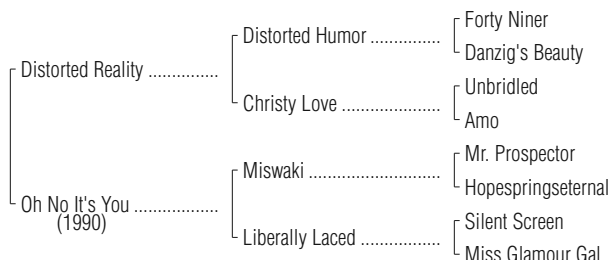 Forty Niner
Distorted Humor ....................
Danzig's Beauty
Distorted Reality ...............
Unbridled
Christy Love ........................
Amo
Mr. Prospector
Miswaki ................................
Hopespringseternal
Oh No It's You ..................
(1990)
Silent Screen
Liberally Laced ...................
Miss Glamour Gal